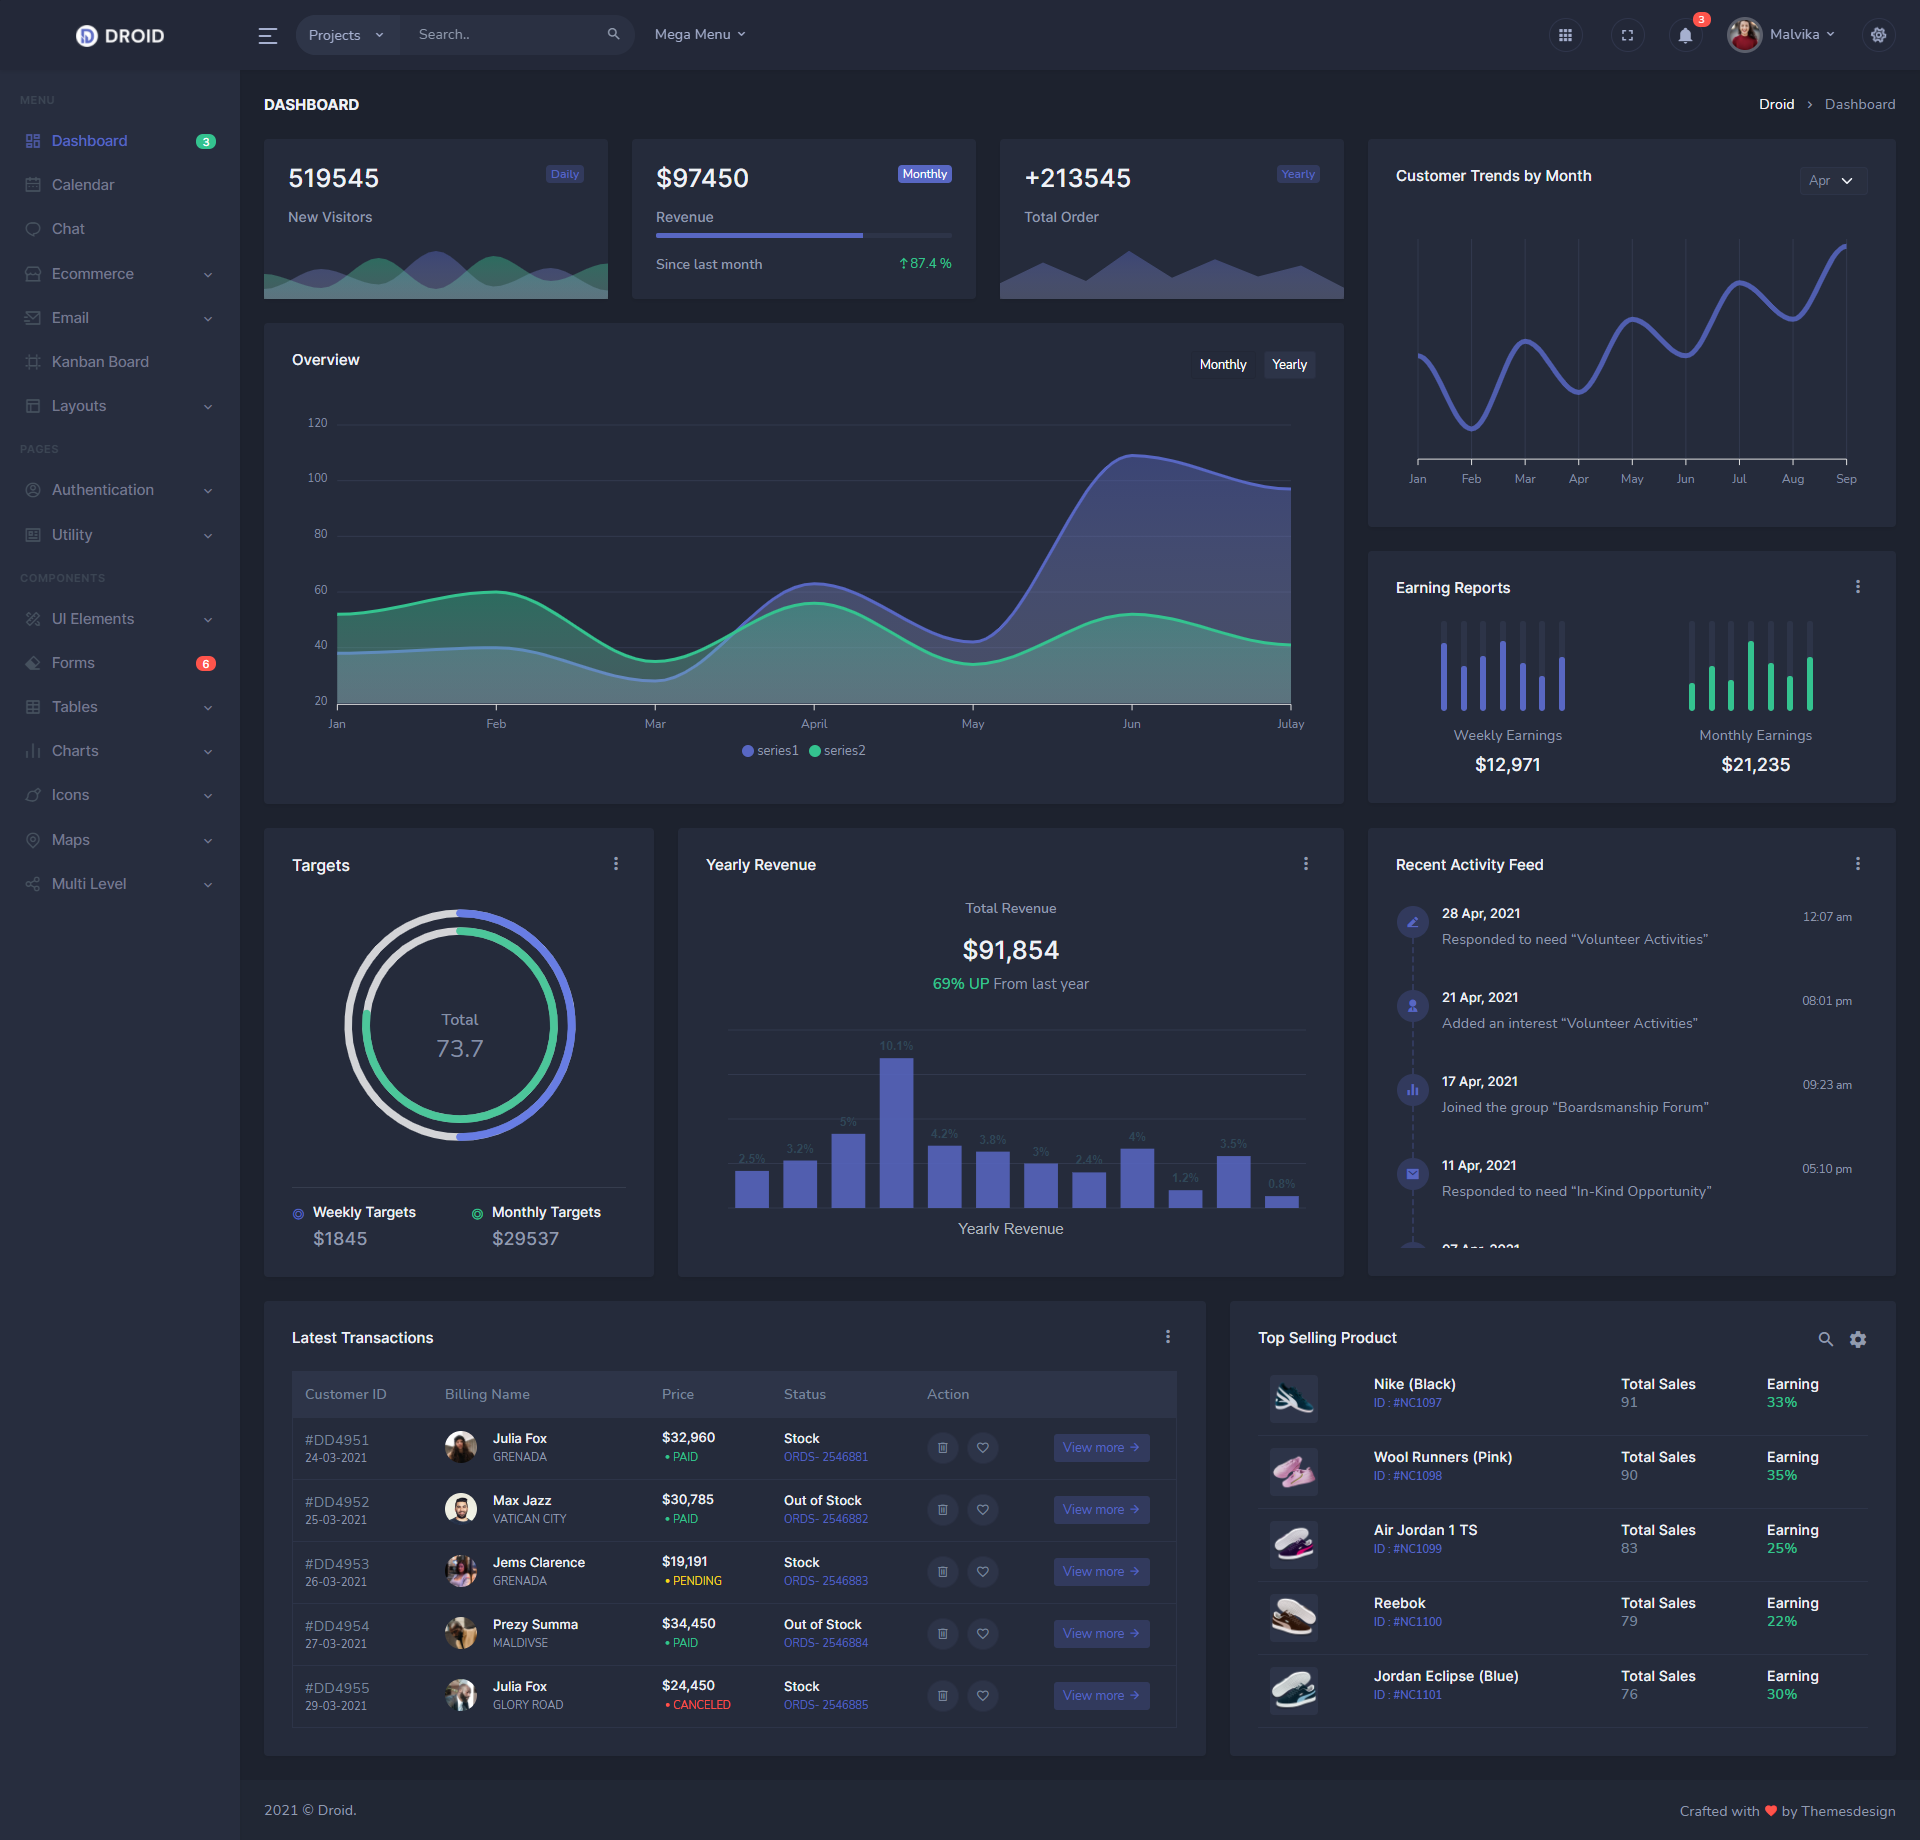 DROID
Projects
Search..
Mega Menu
3
Malvika
MENU
Dashboard 3
Calendar
Chat
Ecommerce
Email
Kanban Board
Layouts
PAGES
Authentication
Utility
COMPONENTS
UI Elements
Forms 6
Tables
Charts
Icons
Maps
Multi Level
DASHBOARD
Droid > Dashboard
519545 Daily
New Visitors
$97450 Monthly
Revenue
Since last month ↑87.4 %
+213545 Yearly
Total Order
Customer Trends by Month
Apr
Jan Feb Mar Apr May Jun Jul Aug Sep
Overview
Monthly Yearly
120
100
80
60
40
20
Jan Feb Mar April May Jun Julay
series1 series2
Earning Reports
Weekly Earnings
$12,971
Monthly Earnings
$21,235
Targets
Total
73.7
Weekly Targets
$1845
Monthly Targets
$29537
Yearly Revenue
Total Revenue
$91,854
69% UP From last year
2.5% 3.2% 5% 10.1% 4.2% 3.8% 3% 2.4% 4% 1.2% 3.5% 0.8%
Yearly Revenue
Recent Activity Feed
28 Apr, 2021 12:07 am
Responded to need “Volunteer Activities”
21 Apr, 2021 08:01 pm
Added an interest “Volunteer Activities”
17 Apr, 2021 09:23 am
Joined the group “Boardsmanship Forum”
11 Apr, 2021 05:10 pm
Responded to need “In-Kind Opportunity”
07 Apr, 2021
Latest Transactions
Customer ID Billing Name Price Status Action
#DD4951 Julia Fox $32,960 Stock View more →
24-03-2021 GRENADA • PAID ORDS- 2546881
#DD4952 Max Jazz $30,785 Out of Stock View more →
25-03-2021 VATICAN CITY • PAID ORDS- 2546882
#DD4953 Jems Clarence $19,191 Stock View more →
26-03-2021 GRENADA • PENDING ORDS- 2546883
#DD4954 Prezy Summa $34,450 Out of Stock View more →
27-03-2021 MALDIVSE • PAID ORDS- 2546884
#DD4955 Julia Fox $24,450 Stock View more →
29-03-2021 GLORY ROAD • CANCELED ORDS- 2546885
Top Selling Product
Nike (Black) Total Sales Earning
ID : #NC1097 91 33%
Wool Runners (Pink) Total Sales Earning
ID : #NC1098 90 35%
Air Jordan 1 TS Total Sales Earning
ID : #NC1099 83 25%
Reebok Total Sales Earning
ID : #NC1100 79 22%
Jordan Eclipse (Blue) Total Sales Earning
ID : #NC1101 76 30%
2021 © Droid.
Crafted with ❤ by Themesdesign